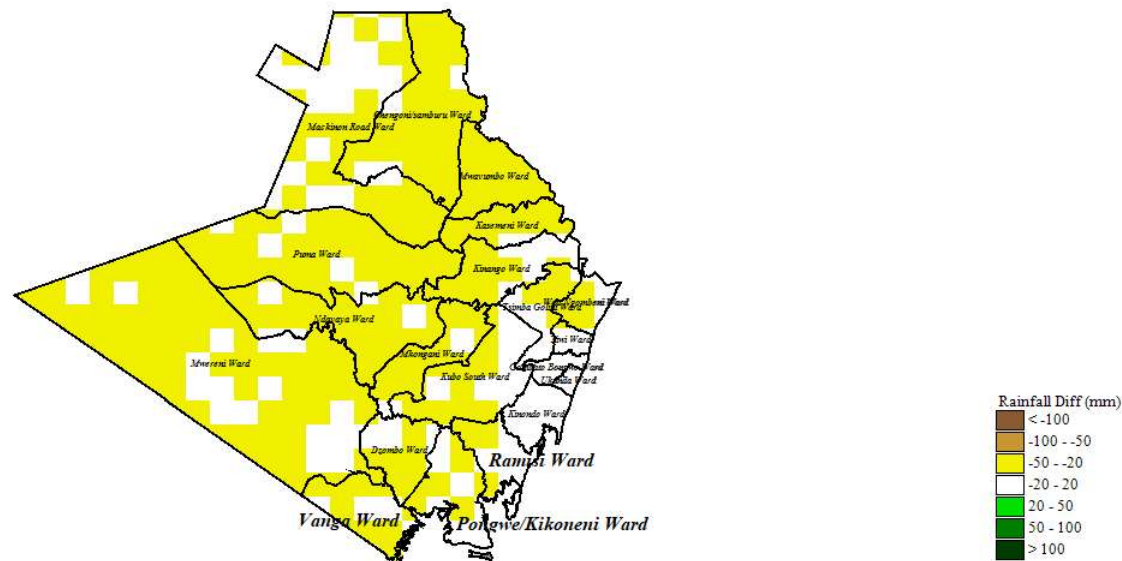 Chengoni/samburu Ward
Mackinon Road Ward
Mwavumbo Ward
Kasemeni Ward
Puma Ward
Kinango Ward
Tsimba Golini Ward
Ndavaya Ward
Mwereni Ward
Mkongani Ward
Kubo South Ward
Ukunda Ward
Kinondo Ward
Dzombo Ward
Ramisi Ward
Vanga Ward
Pongwe/Kikoneni Ward
Rainfall Diff (mm)
< -100
-100 - -50
-50 - -20
-20 - 20
20 - 50
50 - 100
> 100